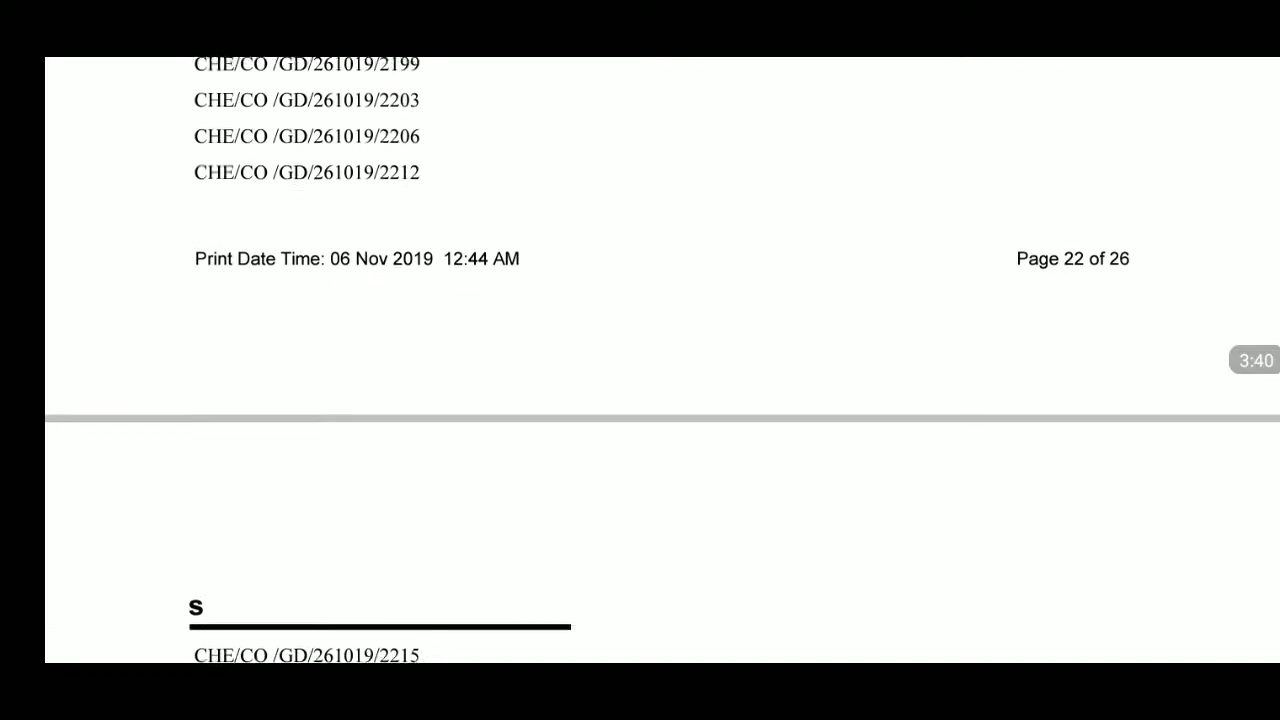 CHE/CO /GD/261019/2199
CHE/CO /GD/261019/2203
CHE/CO /GD/261019/2206
CHE/CO /GD/261019/2212
Print Date Time: 06 Nov 2019  12:44 AM
Page 22 of 26
3:40
S
CHE/CO /GD/261019/2215